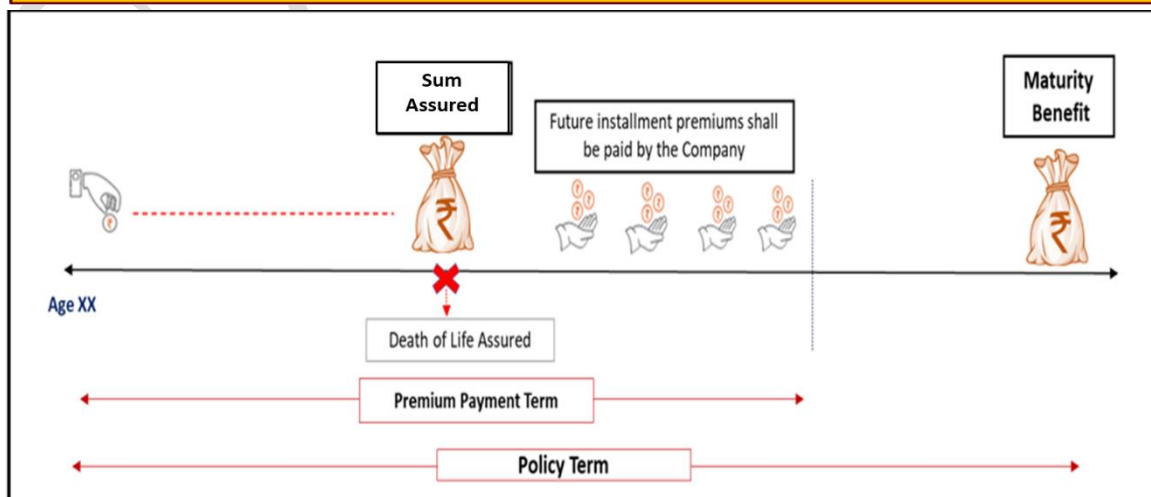 Sum
Assured
Future installment premiums shall
be paid by the Company
Maturity
Benefit
₹
₹
Age XX
Death of Life Assured
Premium Payment Term
Policy Term